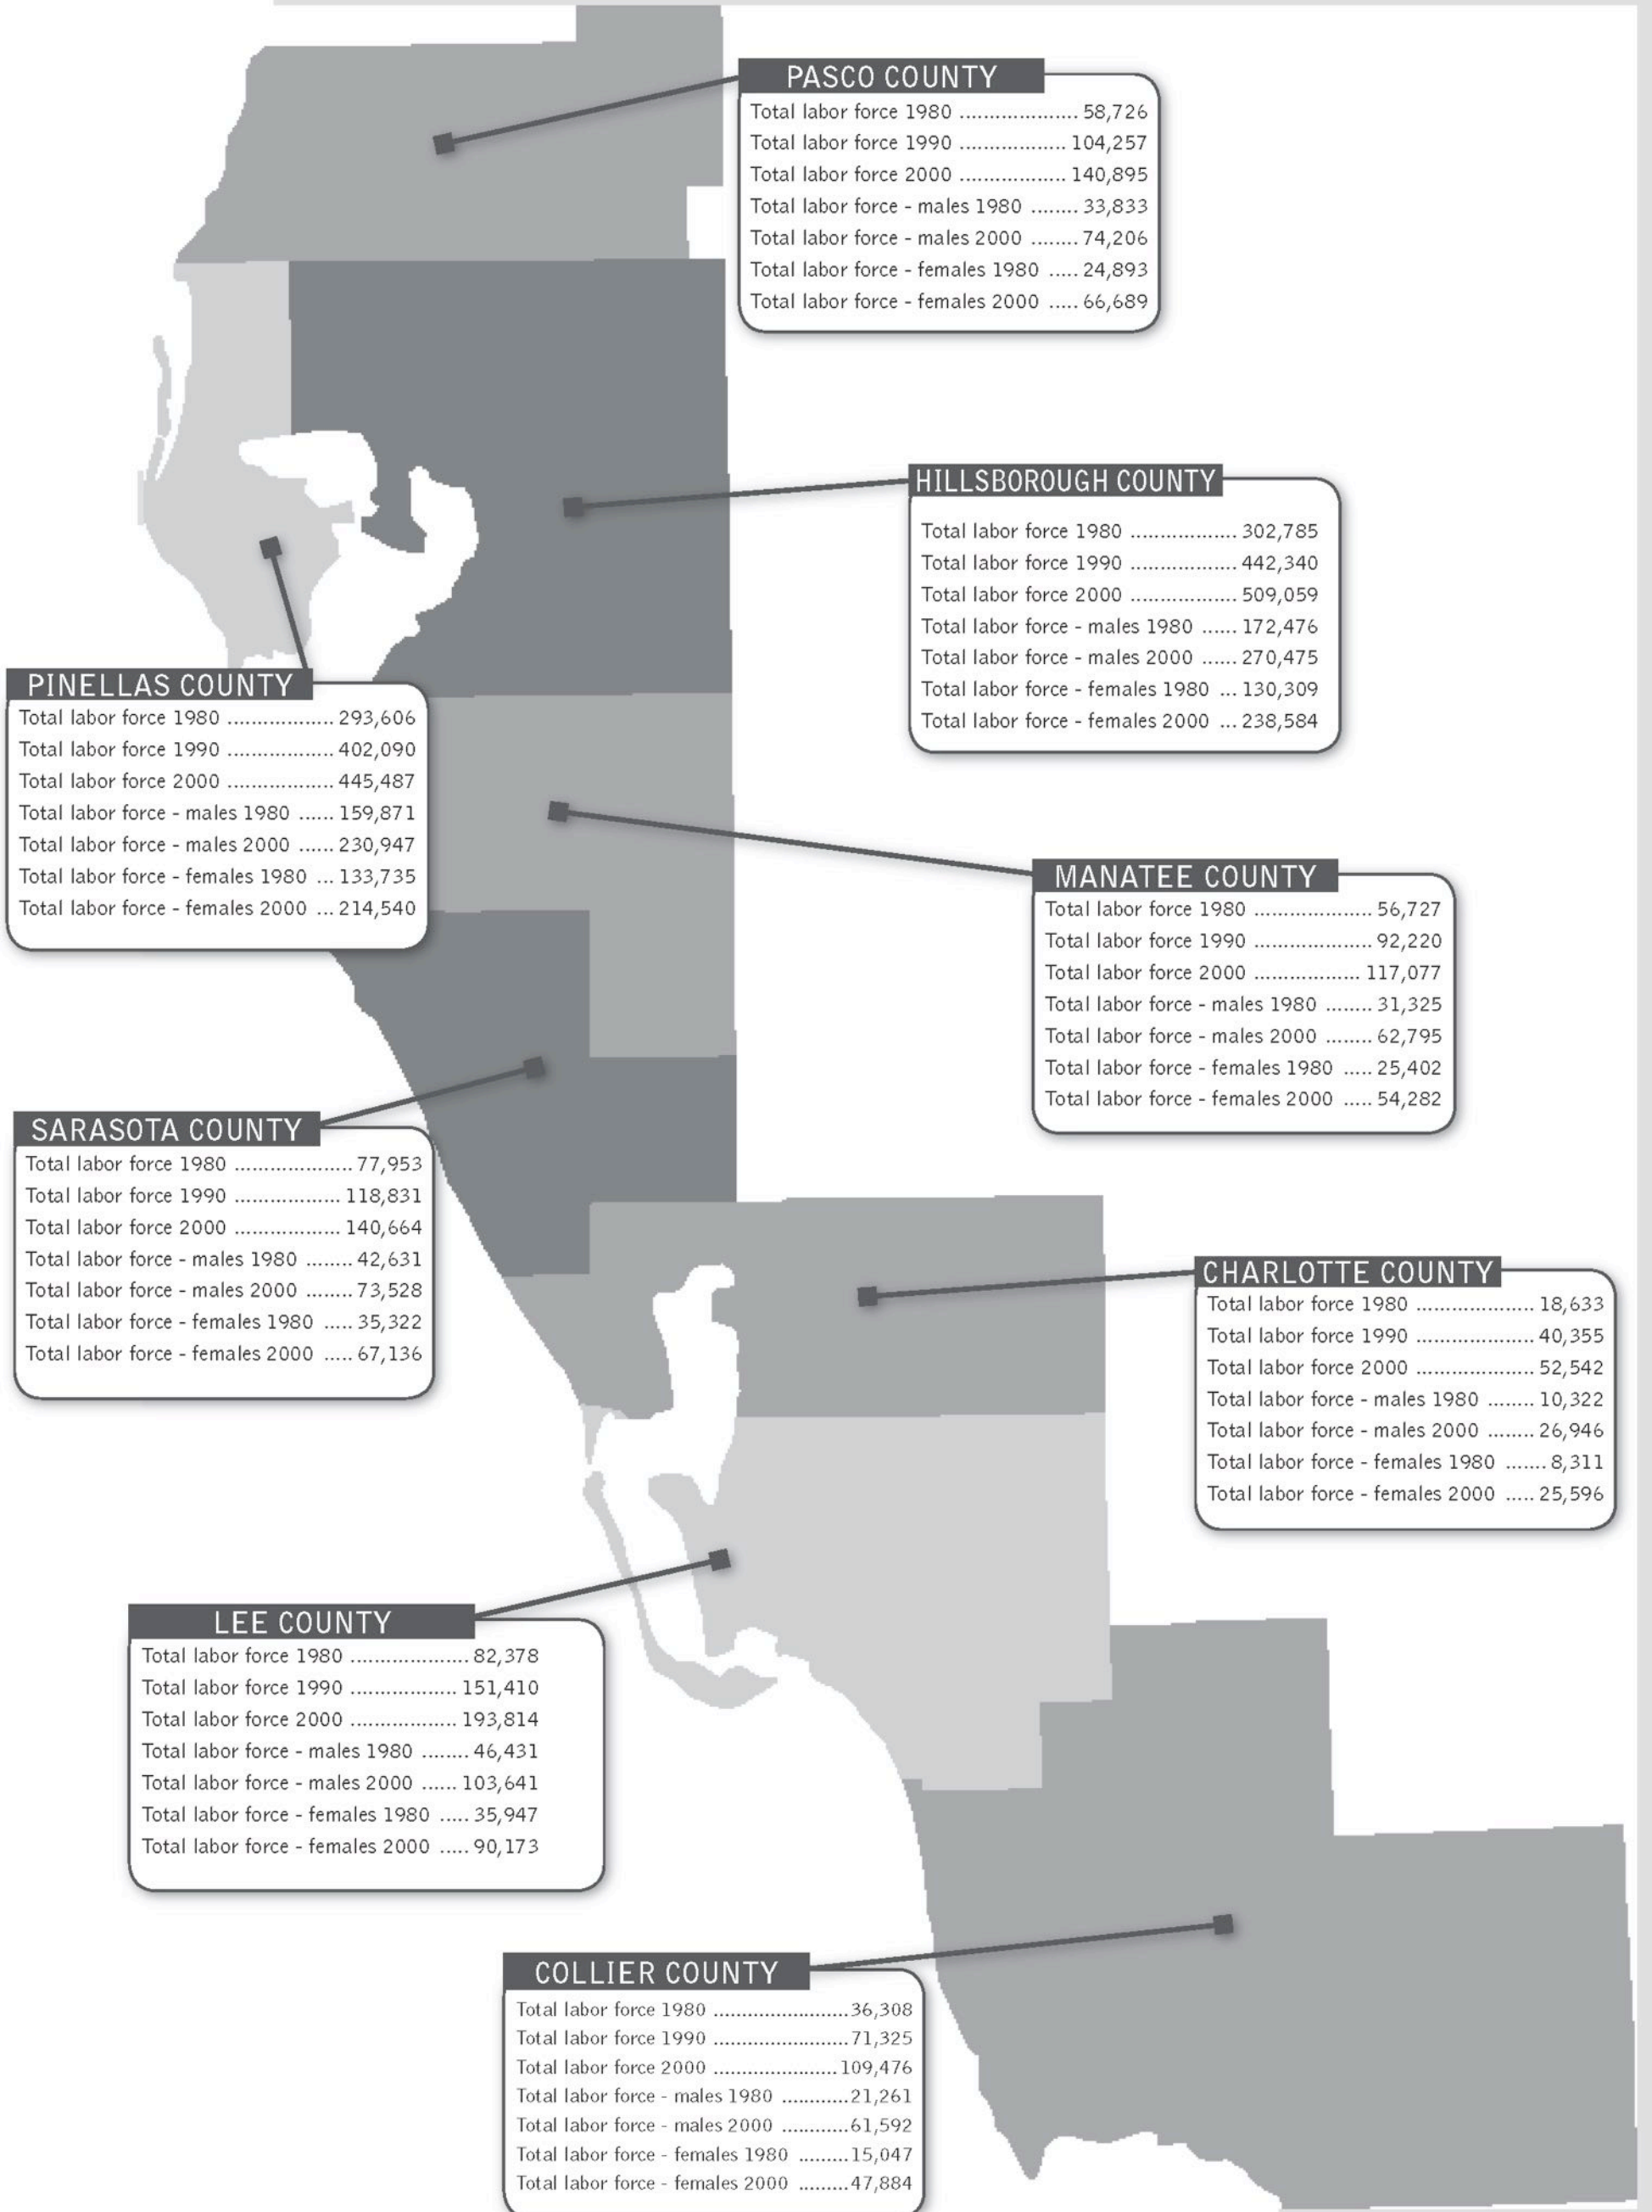 PASCO COUNTY
Total labor force 1980 .................... 58,726
Total labor force 1990 .................. 104,257
Total labor force 2000 .................. 140,895
Total labor force - males 1980 ........ 33,833
Total labor force - males 2000 ........ 74,206
Total labor force - females 1980 ..... 24,893
Total labor force - females 2000 ..... 66,689
HILLSBOROUGH COUNTY
Total labor force 1980 .................. 302,785
Total labor force 1990 .................. 442,340
Total labor force 2000 .................. 509,059
Total labor force - males 1980 ...... 172,476
Total labor force - males 2000 ...... 270,475
Total labor force - females 1980 ... 130,309
Total labor force - females 2000 ... 238,584
PINELLAS COUNTY
Total labor force 1980 .................. 293,606
Total labor force 1990 .................. 402,090
Total labor force 2000 .................. 445,487
Total labor force - males 1980 ...... 159,871
Total labor force - males 2000 ...... 230,947
Total labor force - females 1980 ... 133,735
Total labor force - females 2000 ... 214,540
MANATEE COUNTY
Total labor force 1980 .................... 56,727
Total labor force 1990 .................... 92,220
Total labor force 2000 .................. 117,077
Total labor force - males 1980 ........ 31,325
Total labor force - males 2000 ........ 62,795
Total labor force - females 1980 ..... 25,402
Total labor force - females 2000 ..... 54,282
SARASOTA COUNTY
Total labor force 1980 .................... 77,953
Total labor force 1990 .................. 118,831
Total labor force 2000 .................. 140,664
Total labor force - males 1980 ........ 42,631
Total labor force - males 2000 ........ 73,528
Total labor force - females 1980 ..... 35,322
Total labor force - females 2000 ..... 67,136
CHARLOTTE COUNTY
Total labor force 1980 .................... 18,633
Total labor force 1990 .................... 40,355
Total labor force 2000 .................... 52,542
Total labor force - males 1980 ........ 10,322
Total labor force - males 2000 ........ 26,946
Total labor force - females 1980 ....... 8,311
Total labor force - females 2000 ..... 25,596
LEE COUNTY
Total labor force 1980 .................... 82,378
Total labor force 1990 .................. 151,410
Total labor force 2000 .................. 193,814
Total labor force - males 1980 ........ 46,431
Total labor force - males 2000 ...... 103,641
Total labor force - females 1980 ..... 35,947
Total labor force - females 2000 ..... 90,173
COLLIER COUNTY
Total labor force 1980 .......................36,308
Total labor force 1990 .......................71,325
Total labor force 2000 .....................109,476
Total labor force - males 1980 ............21,261
Total labor force - males 2000 ............61,592
Total labor force - females 1980 .........15,047
Total labor force - females 2000 .........47,884